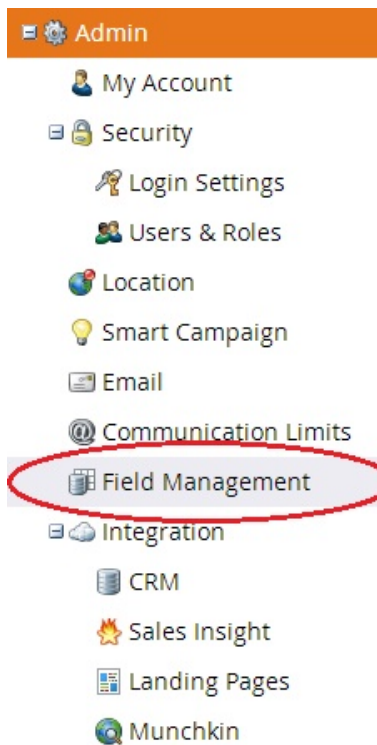 Admin
My Account
Security
Login Settings
Users & Roles
Location
Smart Campaign
Email
Communication Limits
Field Management
Integration
CRM
Sales Insight
Landing Pages
Munchkin